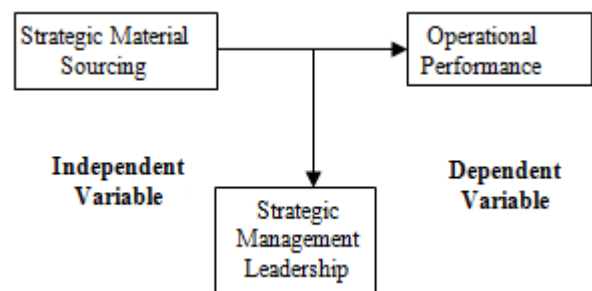 Strategic Material
Sourcing
Operational
Performance
Independent
Variable
Dependent
Variable
Strategic
Management
Leadership